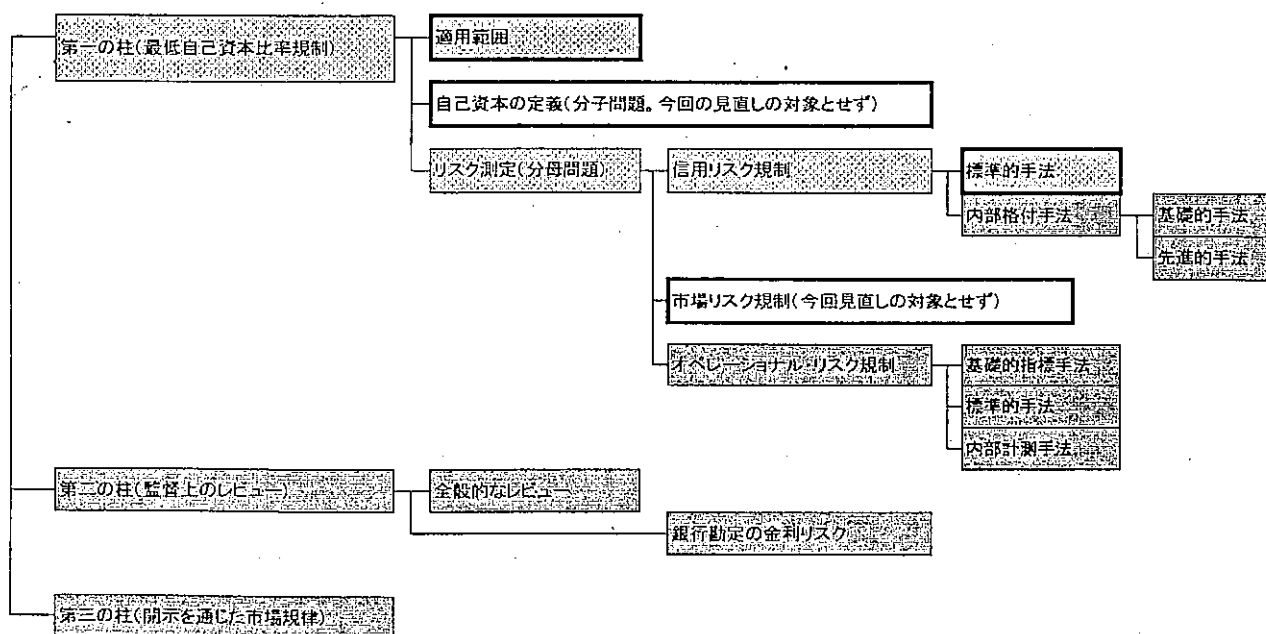 第一の柱(最低自己資本比率規制)
適用範囲
自己資本の定義(分子問題。今回の見直しの対象とせず)
リスク測定(分母問題)
信用リスク規制
標準的手法
内部格付手法
基礎的手法
先進的手法
市場リスク規制(今回見直しの対象とせず)
オペレーショナル・リスク規制
基礎的指標手法
標準的手法
内部計測手法
第二の柱(監督上のレビュー)
全般的なレビュー
銀行勘定の金利リスク
第三の柱(開示を通じた市場規律)